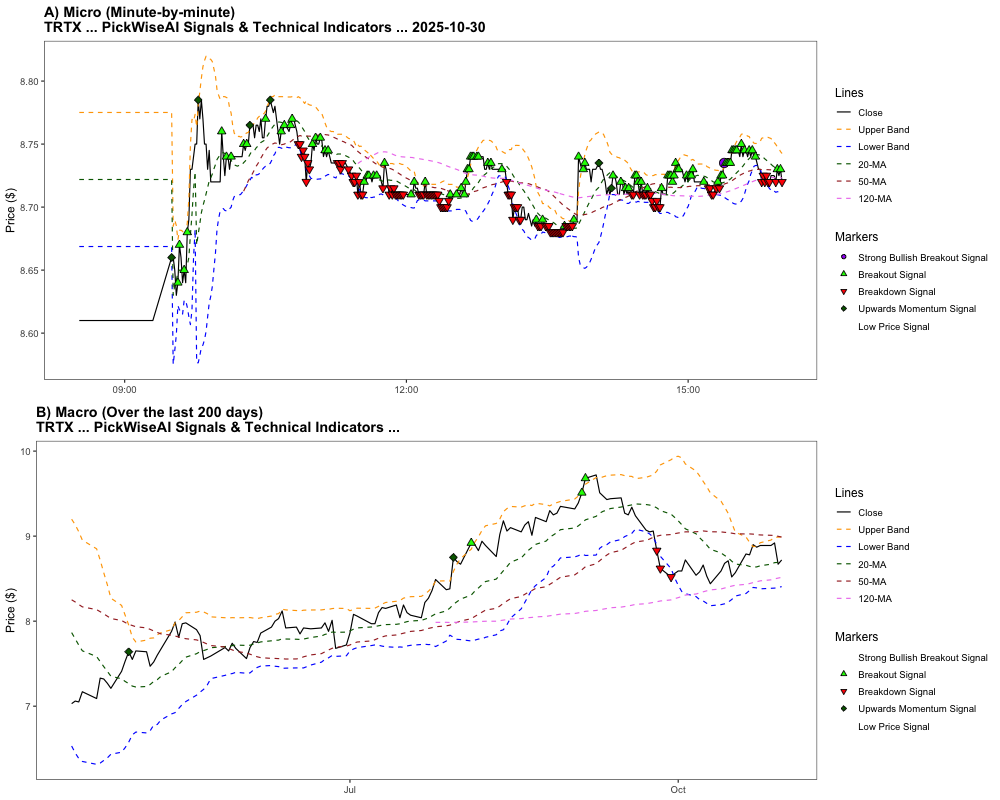 A) Micro (Minute-by-minute)
TRTX ... PickWiseAI Signals & Technical Indicators ... 2025-10-30
Price ($)
8.80
8.75
8.70
8.65
8.60
09:00
12:00
15:00
Lines
Close
Upper Band
Lower Band
20-MA
50-MA
120-MA
Markers
Strong Bullish Breakout Signal
Breakout Signal
Breakdown Signal
Upwards Momentum Signal
Low Price Signal
B) Macro (Over the last 200 days)
TRTX ... PickWiseAI Signals & Technical Indicators ...
Price ($)
10
9
8
7
Jul
Oct
Lines
Close
Upper Band
Lower Band
20-MA
50-MA
120-MA
Markers
Strong Bullish Breakout Signal
Breakout Signal
Breakdown Signal
Upwards Momentum Signal
Low Price Signal